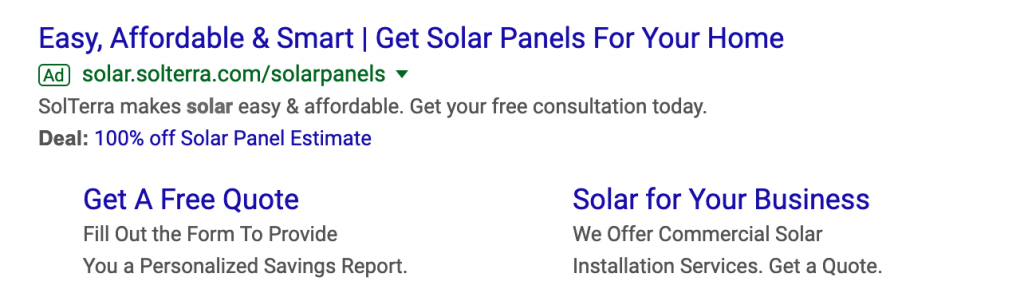 Easy, Affordable & Smart | Get Solar Panels For Your Home
Ad solar.solterra.com/solarpanels
SolTerra makes solar easy & affordable. Get your free consultation today.
Deal: 100% off Solar Panel Estimate
Get A Free Quote
Fill Out the Form To Provide
You a Personalized Savings Report.
Solar for Your Business
We Offer Commercial Solar
Installation Services. Get a Quote.